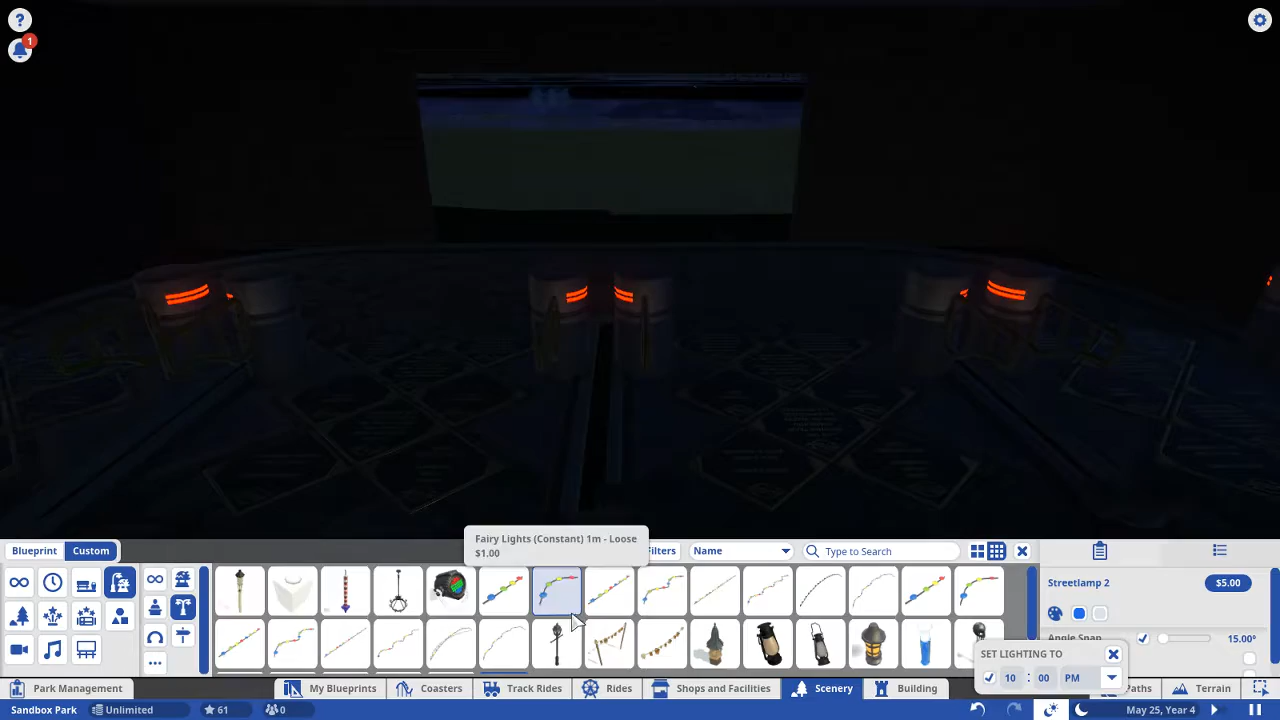 ?
1
Fairy Lights (Constant) 1m - Loose
$1.00
Blueprint
Custom
Filters
Name
Type to Search
Streetlamp 2
$5.00
Angle Snap
15.00°
SET LIGHTING TO
10 : 00 PM
Park Management
My Blueprints
Coasters
Track Rides
Rides
Shops and Facilities
Scenery
Building
Paths
Terrain
Sandbox Park
Unlimited
61
0
May 25, Year 4